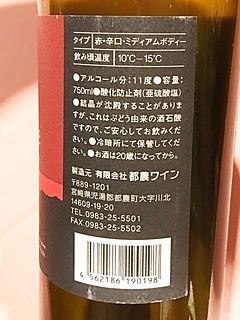 タイプ 赤・辛口・ミディアムボディー
飲み頃温度 10℃〜15℃
●アルコール分:11度●容量:
750ml●酸化防止剤(亜硫酸塩)
●結晶が沈殿することがありま
すが、これはぶどう由来の酒石酸
ですので、ご安心してお飲みくだ
さい。●冷暗所にて保管してくだ
さい。●お酒は20歳になってから。
製造元 有限会社 都農ワイン
〒889-1201
宮崎県児湯郡都農町大字川北
14609-19・20
TEL 0983-25-5501
FAX 0983-25-5502
4 562186 190198